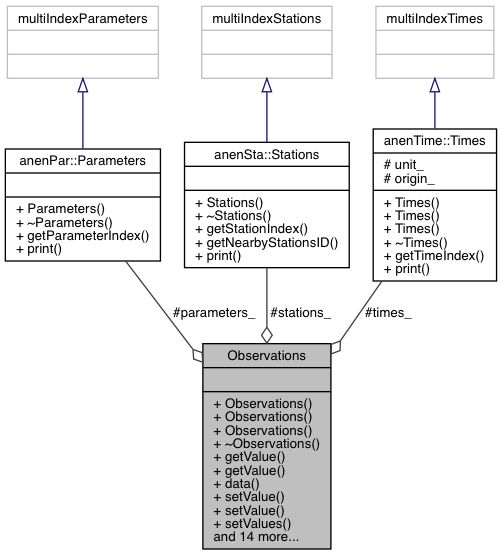 multiIndexParameters
multiIndexStations
multiIndexTimes
anenPar::Parameters
+ Parameters()
+ ~Parameters()
+ getParameterIndex()
+ print()
anenSta::Stations
+ Stations()
+ ~Stations()
+ getStationIndex()
+ getNearbyStationsID()
+ print()
anenTime::Times
# unit_
# origin_
+ Times()
+ Times()
+ Times()
+ ~Times()
+ getTimeIndex()
+ print()
#parameters_
#stations_
#times_
Observations
+ Observations()
+ Observations()
+ Observations()
+ ~Observations()
+ getValue()
+ getValue()
+ data()
+ setValue()
+ setValue()
+ setValues()
and 14 more...